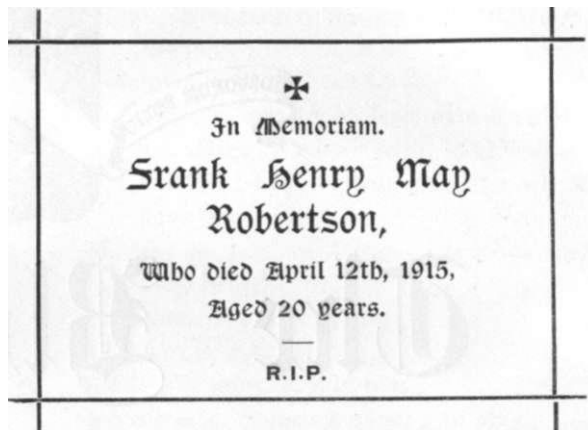 ✠
In Memoriam.
Frank Henry May
Robertson,
Who died April 12th, 1915,
Aged 20 years.
R.I.P.